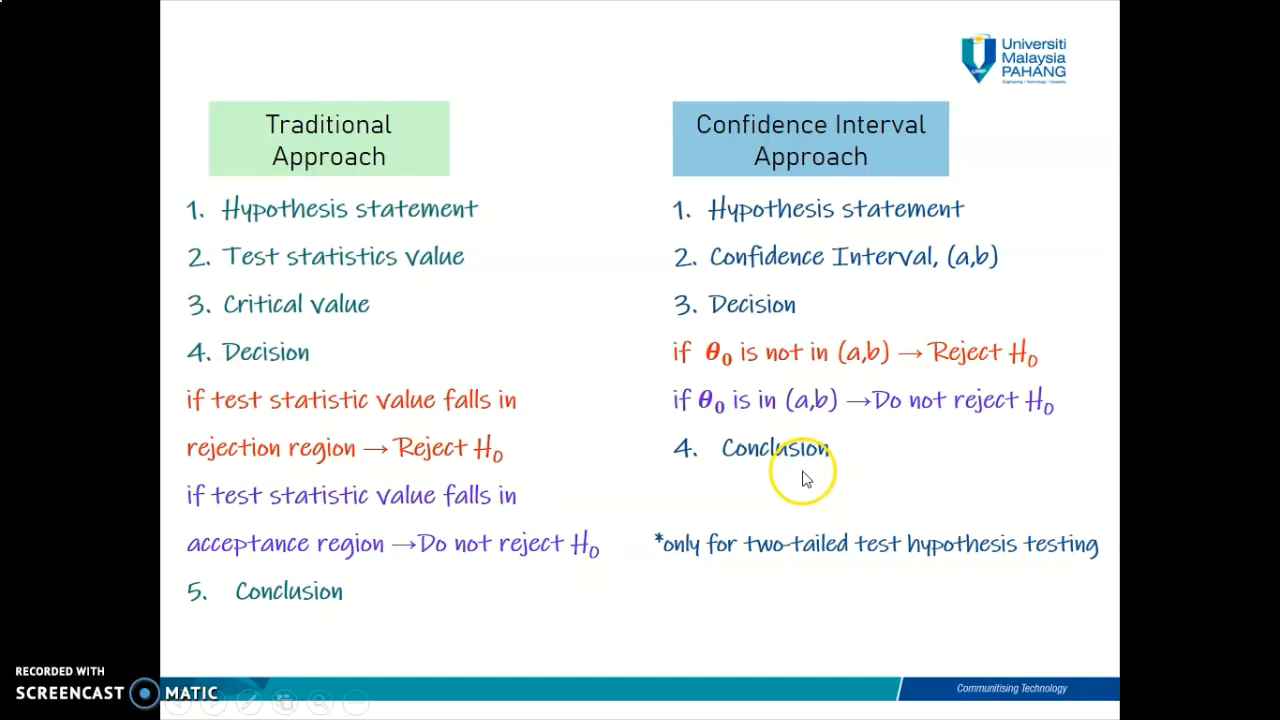 Universiti
Malaysia
PAHANG
Traditional
Approach
1. Hypothesis statement
2. Test statistics value
3. Critical value
4. Decision
if test statistic value falls in
rejection region → Reject H₀
if test statistic value falls in
acceptance region → Do not reject H₀
5. Conclusion
Confidence Interval
Approach
1. Hypothesis statement
2. Confidence Interval, (a,b)
3. Decision
if θ₀ is not in (a,b) → Reject H₀
if θ₀ is in (a,b) → Do not reject H₀
4. Conclusion
*only for two-tailed test hypothesis testing
RECORDED WITH
SCREENCAST MATIC
Communitising Technology